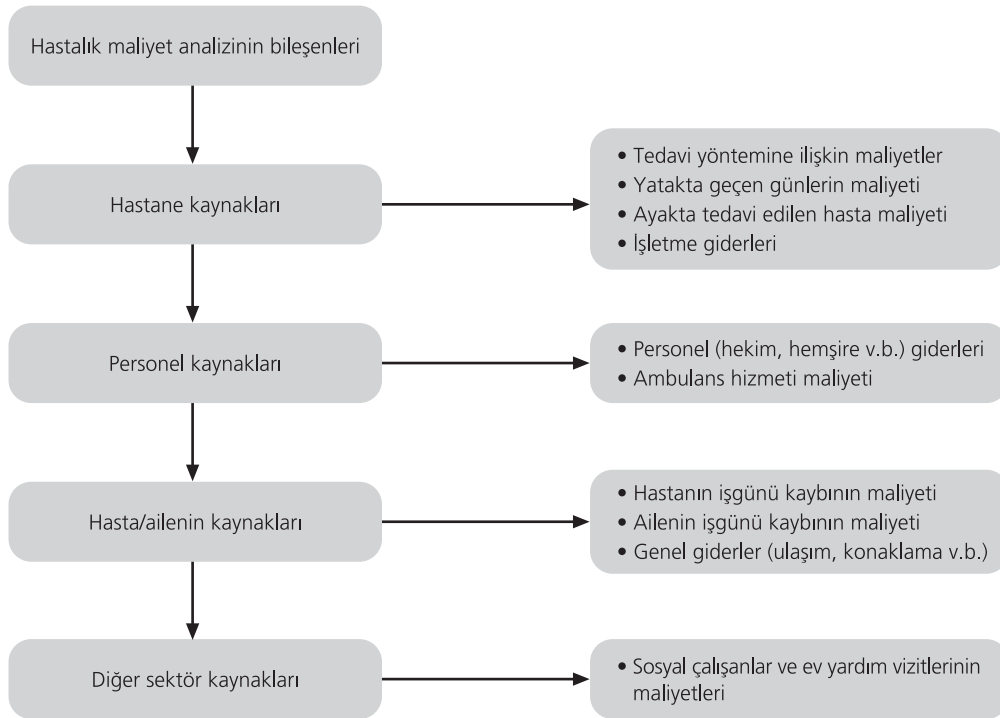 Hastalık maliyet analizinin bileşenleri
Hastane kaynakları
• Tedavi yöntemine ilişkin maliyetler
• Yatakta geçen günlerin maliyeti
• Ayakta tedavi edilen hasta maliyeti
• İşletme giderleri
Personel kaynakları
• Personel (hekim, hemşire v.b.) giderleri
• Ambulans hizmeti maliyeti
Hasta/ailenin kaynakları
• Hastanın işgünü kaybının maliyeti
• Ailenin işgünü kaybının maliyeti
• Genel giderler (ulaşım, konaklama v.b.)
Diğer sektör kaynakları
• Sosyal çalışanlar ve ev yardım vizitlerinin
maliyetleri